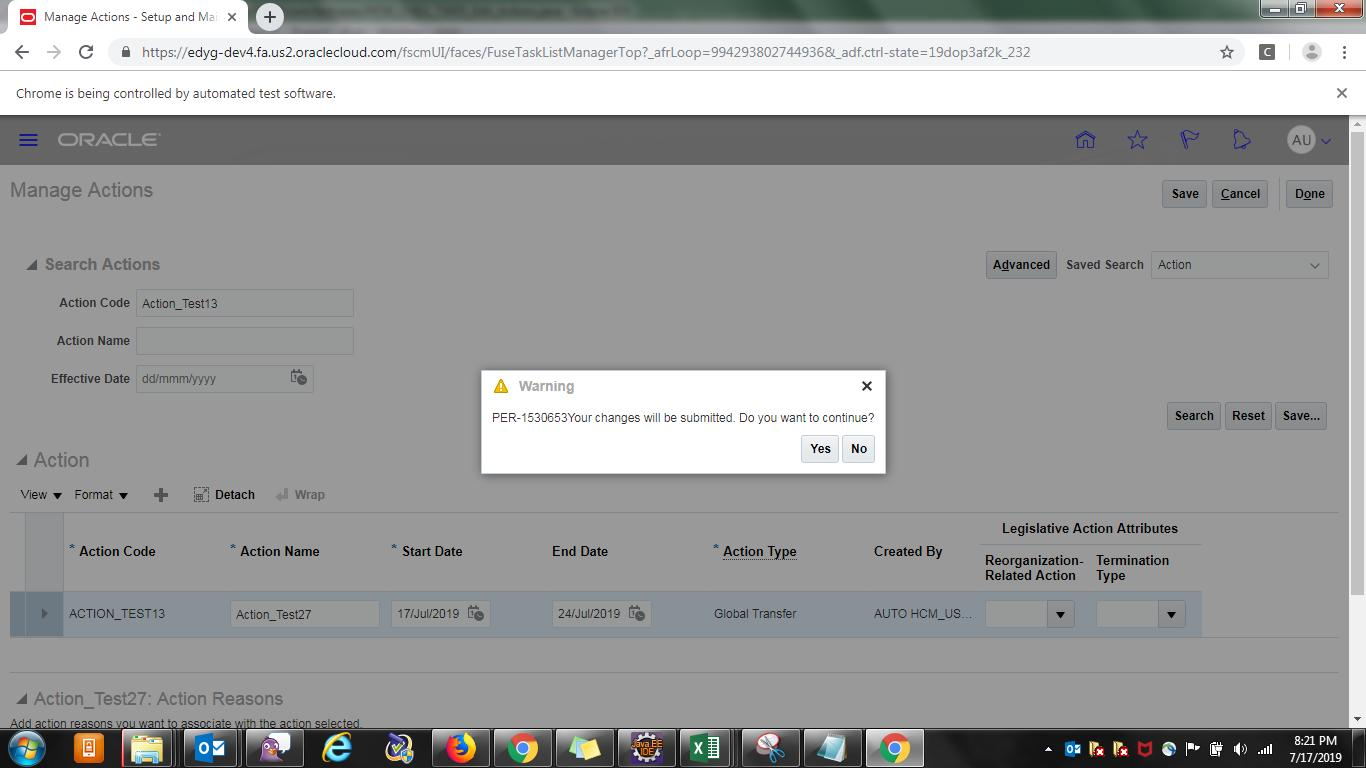 Manage Actions - Setup and Mai
https://edyg-dev4.fa.us2.oraclecloud.com/fscmUI/faces/FuseTaskListManagerTop?_afrLoop=994293802744936&_adf.ctrl-state=19dop3af2k_232
C
Chrome is being controlled by automated test software.
ORACLE
AU
Manage Actions
Save Cancel Done
Search Actions
Advanced Saved Search Action
Action Code Action_Test13
Action Name
Effective Date dd/mmm/yyyy
Warning
PER-1530653Your changes will be submitted. Do you want to continue?
Yes No
Search Reset Save...
Action
View Format Detach Wrap
Legislative Action Attributes
* Action Code * Action Name * Start Date End Date * Action Type Created By
Reorganization- Termination
Related Action Type
ACTION_TEST13 Action_Test27 17/Jul/2019 24/Jul/2019 Global Transfer AUTO HCM_US...
Action_Test27: Action Reasons
Add action reasons you want to associate with the action selected.
Java EE
IDE
8:21 PM
7/17/2019